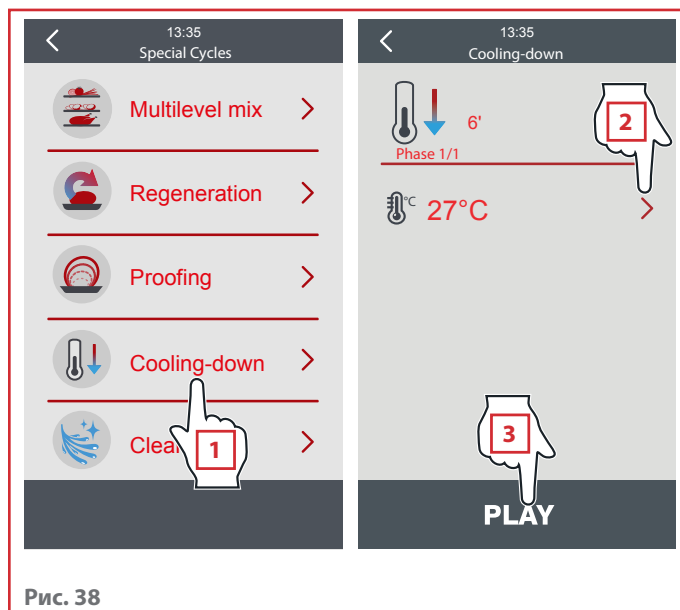 13:35
Special Cycles
Multilevel mix
Regeneration
Proofing
Cooling-down
1
13:35
Cooling-down
6'
Phase 1/1
2
°C
27°C
3
PLAY
Рис. 38